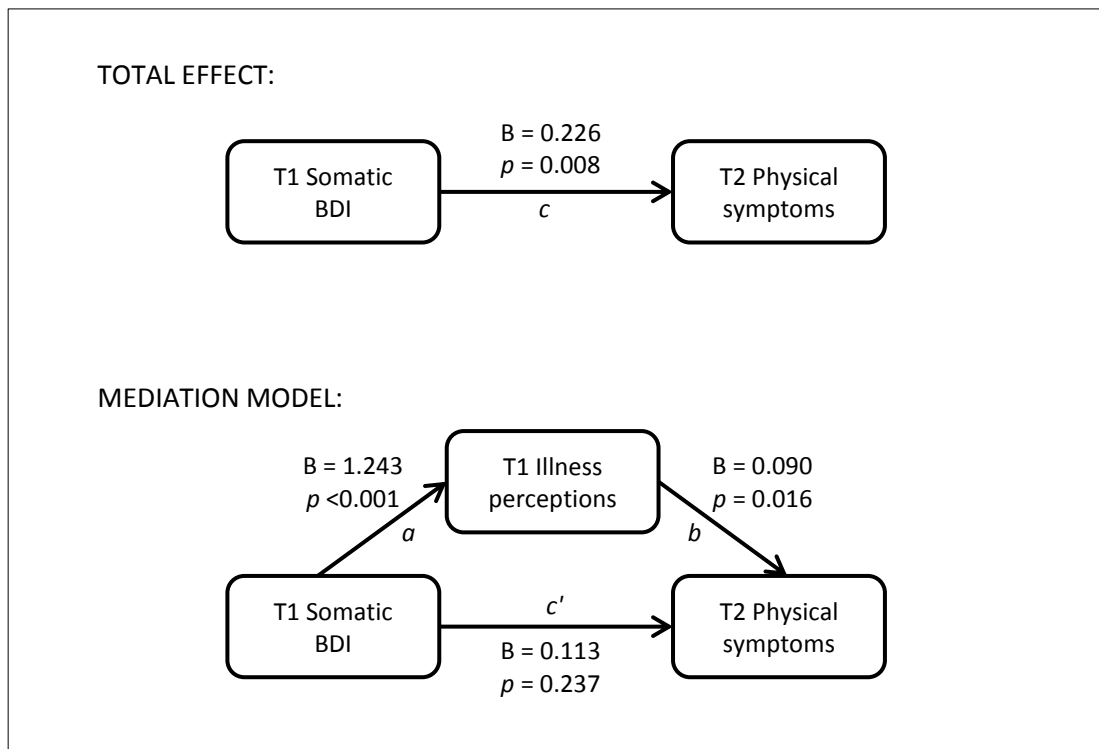 TOTAL EFFECT:
B = 0.226
p = 0.008
T1 Somatic
BDI
c
T2 Physical
symptoms
MEDIATION MODEL:
B = 1.243
p <0.001
a
T1 Illness
perceptions
B = 0.090
p = 0.016
b
T1 Somatic
BDI
c'
B = 0.113
p = 0.237
T2 Physical
symptoms